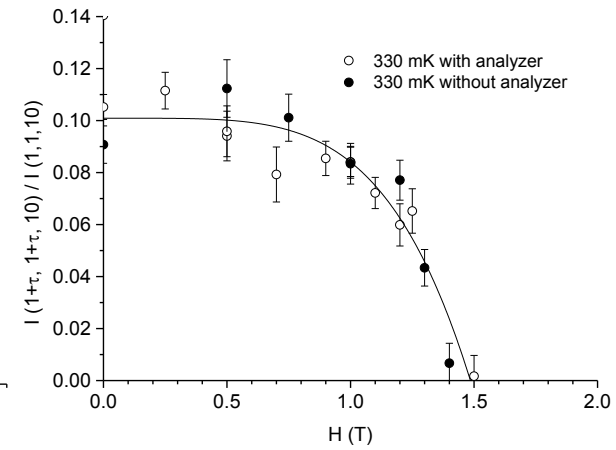 0.14
0.12
0.10
0.08
0.06
0.04
0.02
0.00
I (1+τ, 1+τ, 10) / I (1,1,10)
330 mK with analyzer
330 mK without analyzer
0.0 0.5 1.0 1.5 2.0
H (T)